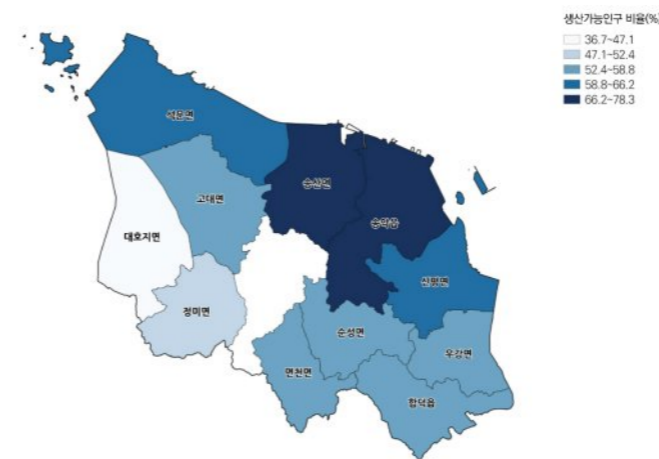 생산가능인구 비율(%)
36.7~47.1
47.1~52.4
52.4~58.8
58.8~66.2
66.2~78.3
석문면
송산면
고대면
송악읍
대호지면
신평면
정미면
순성면
우강면
면천면
합덕읍